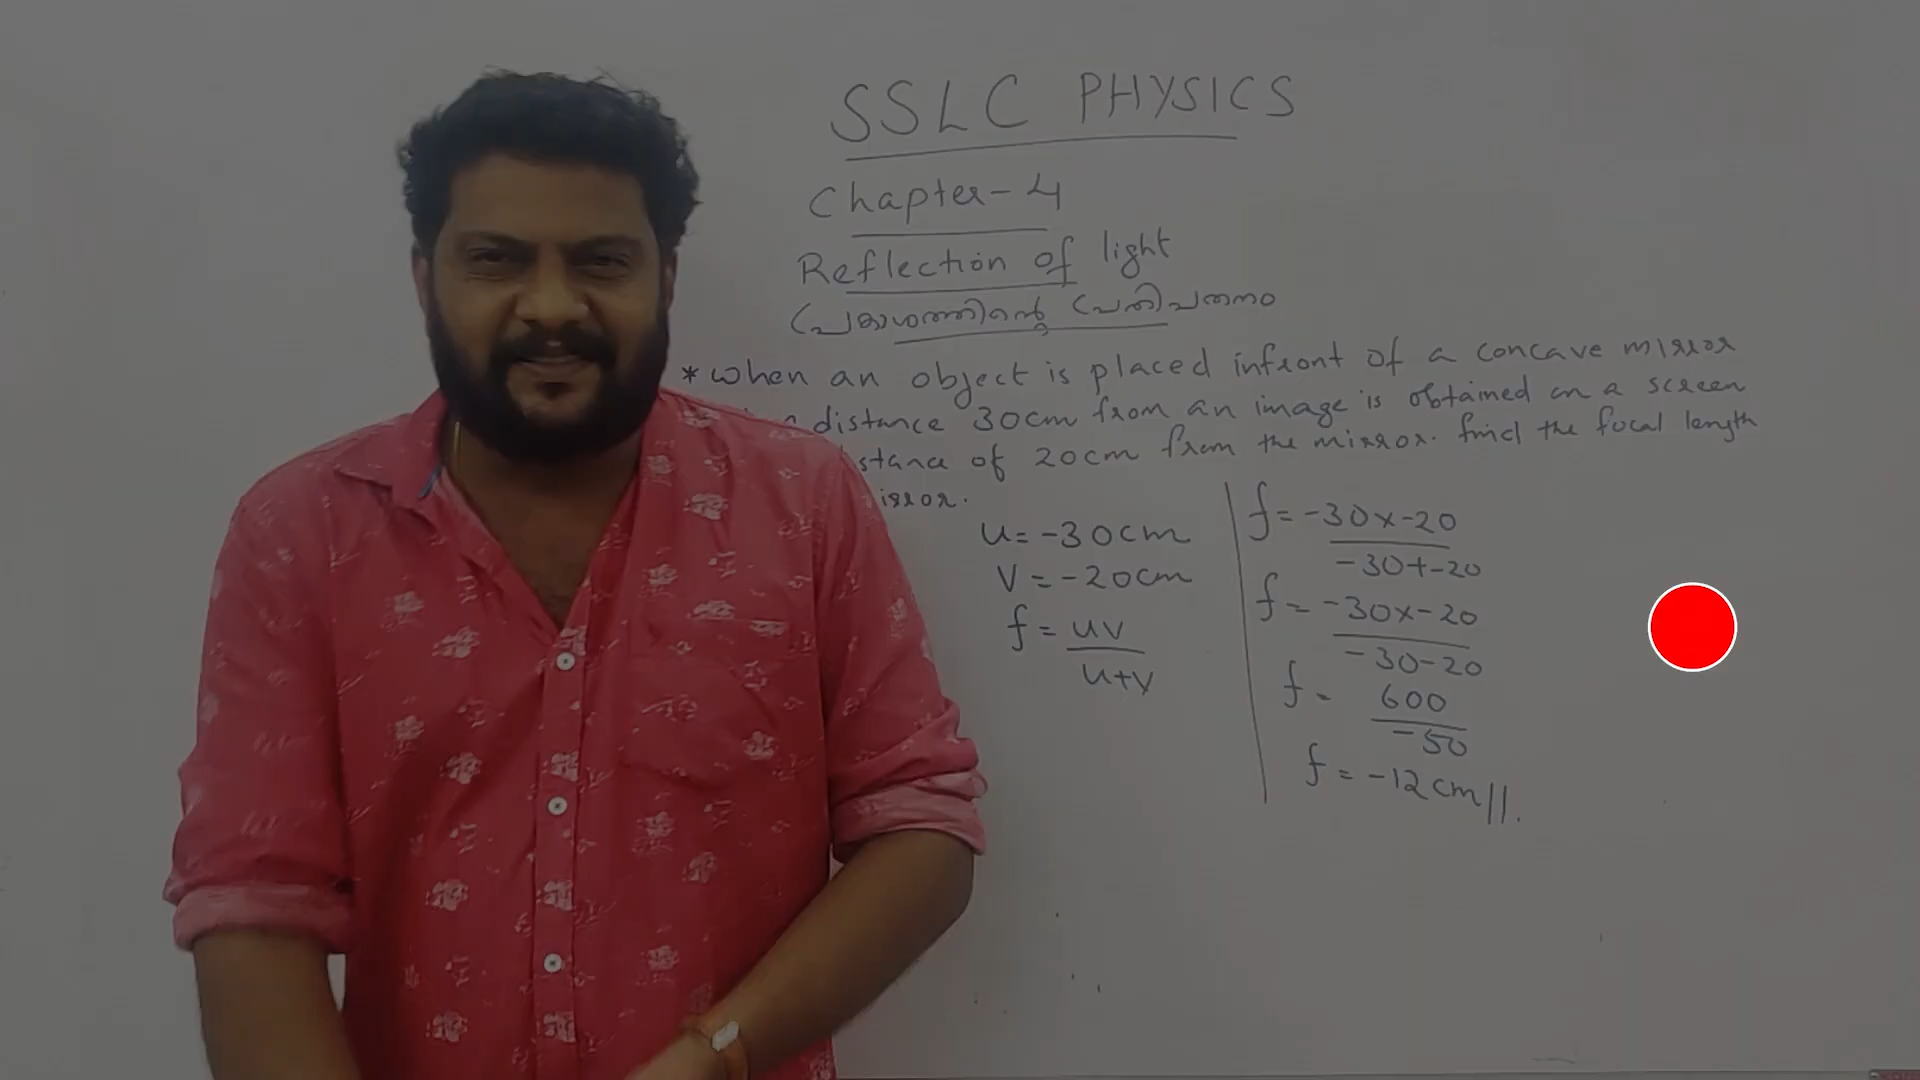 SSLC PHYSICS
Chapter-4
Reflection of light
പ്രകാശത്തിന്റെ പ്രതിപതനം
*when an object is placed infront of a concave mirror
distance 30cm from an image is obtained on a screen
stance of 20cm from the mirror. find the focal length
irror.
u = -30cm
v = -20cm
f = uv
u+v
f = -30x-20
-30+-20
f = -30x-20
-30-20
f = 600
-50
f = -12cm//.